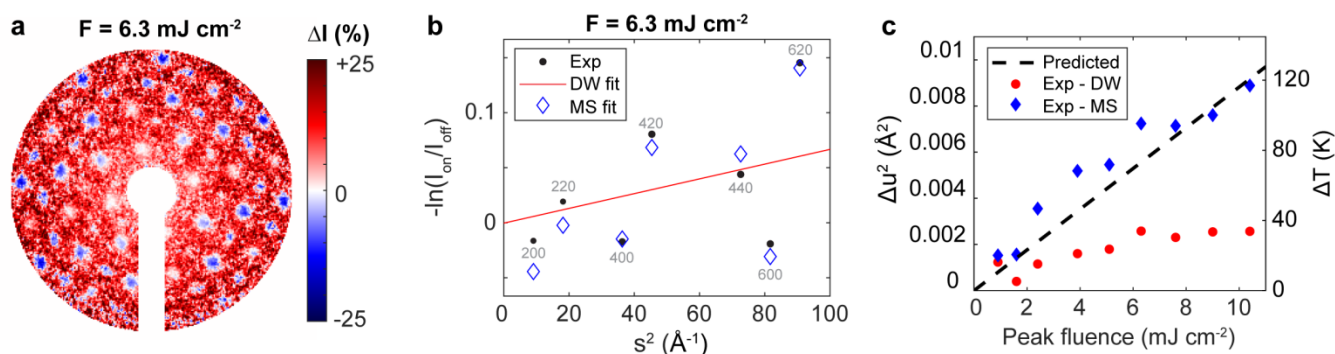 a
F = 6.3 mJ cm⁻²
ΔI (%)
+25
0
-25
b
F = 6.3 mJ cm⁻²
Exp
DW fit
MS fit
-ln(I_on/I_off)
0.1
0
200
220
400
420
440
600
620
0
20
40
60
80
100
s² (Å⁻¹)
c
Predicted
Exp - DW
Exp - MS
Δu² (Å²)
0.01
0.008
0.006
0.004
0.002
0
0
2
4
6
8
10
Peak fluence (mJ cm⁻²)
120
80
40
0
ΔT (K)